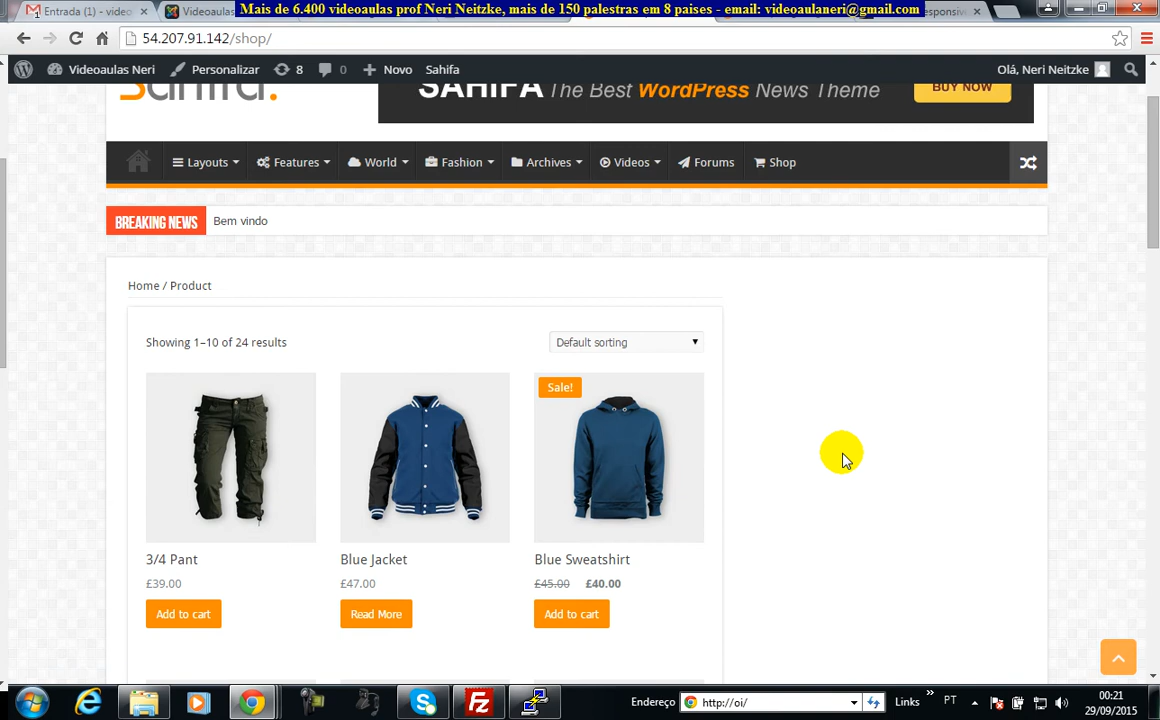 Entrada (1) - video
Videoaulas
Mais de 6.400 videoaulas prof Neri Neitzke, mais de 150 palestras em 8 paises - email: videoaulaneri@gmail.com
esponsiv
54.207.91.142/shop/
Videoaulas Neri Personalizar 8 0 Novo Sahifa Olá, Neri Neitzke
Sahifa.
SAHIFA The Best WordPress News Theme BUY NOW
Layouts Features World Fashion Archives Videos Forums Shop
BREAKING NEWS Bem vindo
Home / Product
Showing 1–10 of 24 results Default sorting
Sale!
3/4 Pant Blue Jacket Blue Sweatshirt
£39.00 £47.00 £45.00 £40.00
Add to cart Read More Add to cart
Endereço http://oi/ Links » PT 00:21
29/09/2015